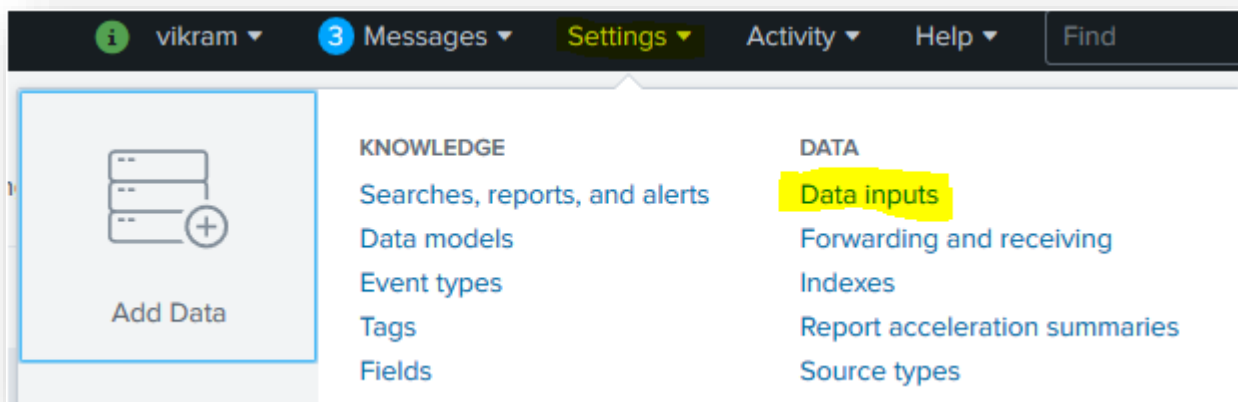 i vikram ▾ 3 Messages ▾ Settings ▾ Activity ▾ Help ▾ Find
Add Data
KNOWLEDGE
Searches, reports, and alerts
Data models
Event types
Tags
Fields
DATA
Data inputs
Forwarding and receiving
Indexes
Report acceleration summaries
Source types